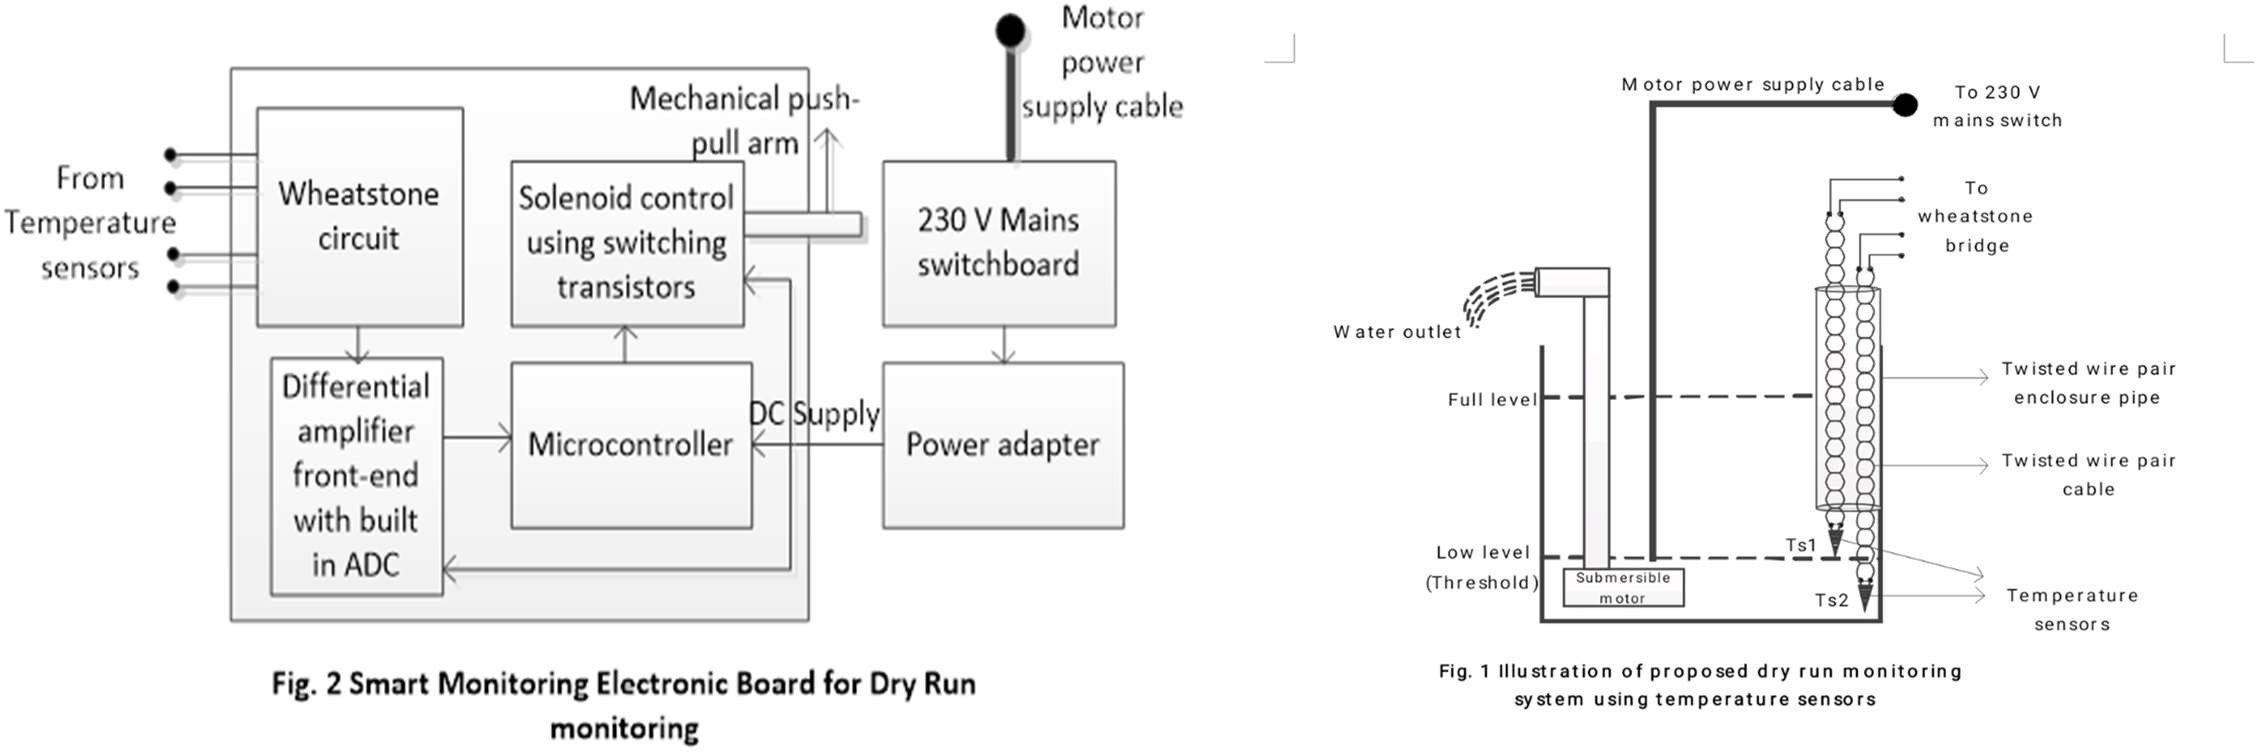 Motor
power
supply cable
Mechanical push-
pull arm
From
Temperature
sensors
Wheatstone
circuit
Solenoid control
using switching
transistors
230 V Mains
switchboard
Differential
amplifier
front-end
with built
in ADC
Microcontroller
DC Supply
Power adapter
Fig. 2 Smart Monitoring Electronic Board for Dry Run
monitoring
Motor power supply cable
To 230 V
mains switch
To
wheatstone
bridge
Water outlet
Full level
Twisted wire pair
enclosure pipe
Twisted wire pair
cable
Low level
(Threshold)
Ts1
Submersible
motor
Ts2
Temperature
sensors
Fig. 1 Illustration of proposed dry run monitoring
system using temperature sensors